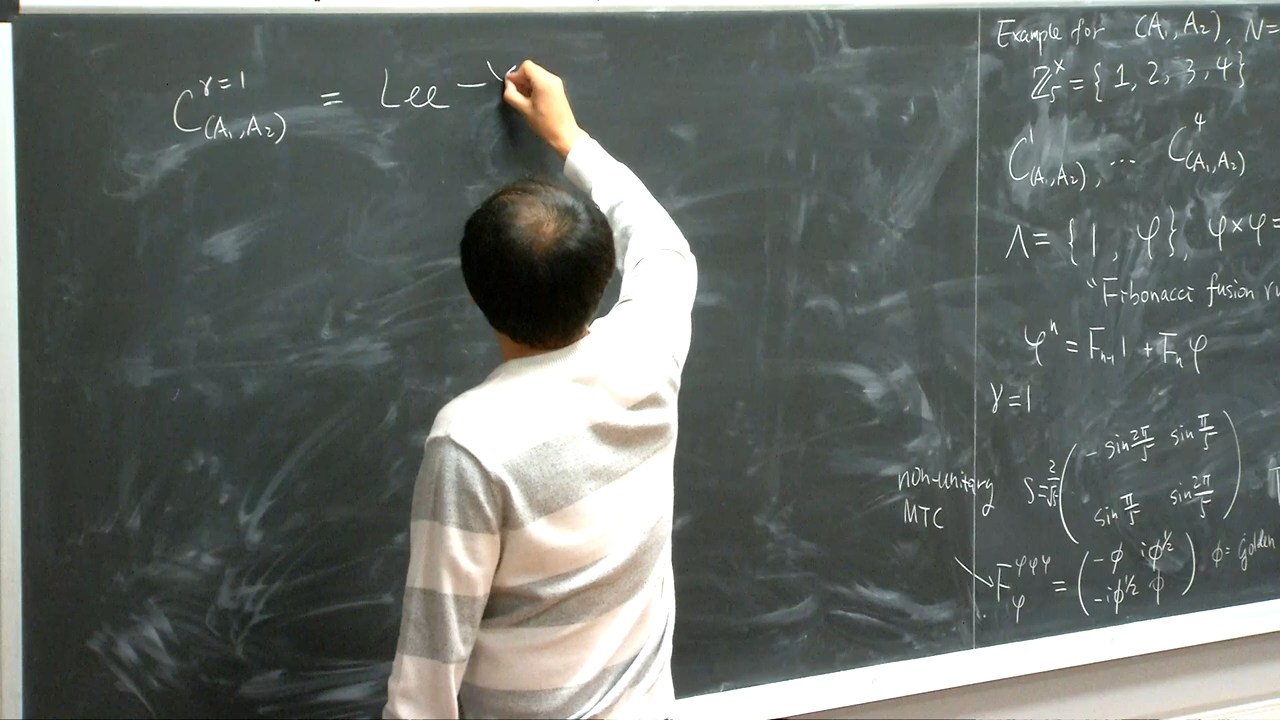 C^{γ=1}_{(A₁,A₂)} = Lee-Y
Example for (A₁, A₂), N=
ℤ₅^× = {1, 2, 3, 4}
C¹_{(A₁,A₂)}, ... C⁴_{(A₁,A₂)}
Λ = {1, φ}, φ×φ =
"Fibonacci fusion ru
φⁿ = F_{n-1} 1 + F_n φ
γ=1
non-unitary MTC
S = 2/√5 ( -sin 2π/5 sin π/5
sin π/5 sin 2π/5 )
F^{φφφ}_φ = ( -ϕ iϕ^{1/2}
-iϕ^{1/2} ϕ ) ϕ = Golden